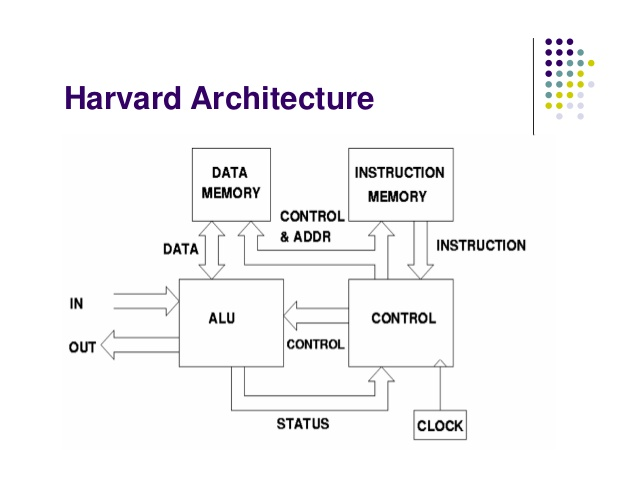 Harvard Architecture
DATA
MEMORY
INSTRUCTION
MEMORY
CONTROL
& ADDR
DATA
INSTRUCTION
IN
ALU
CONTROL
OUT
CONTROL
STATUS
CLOCK